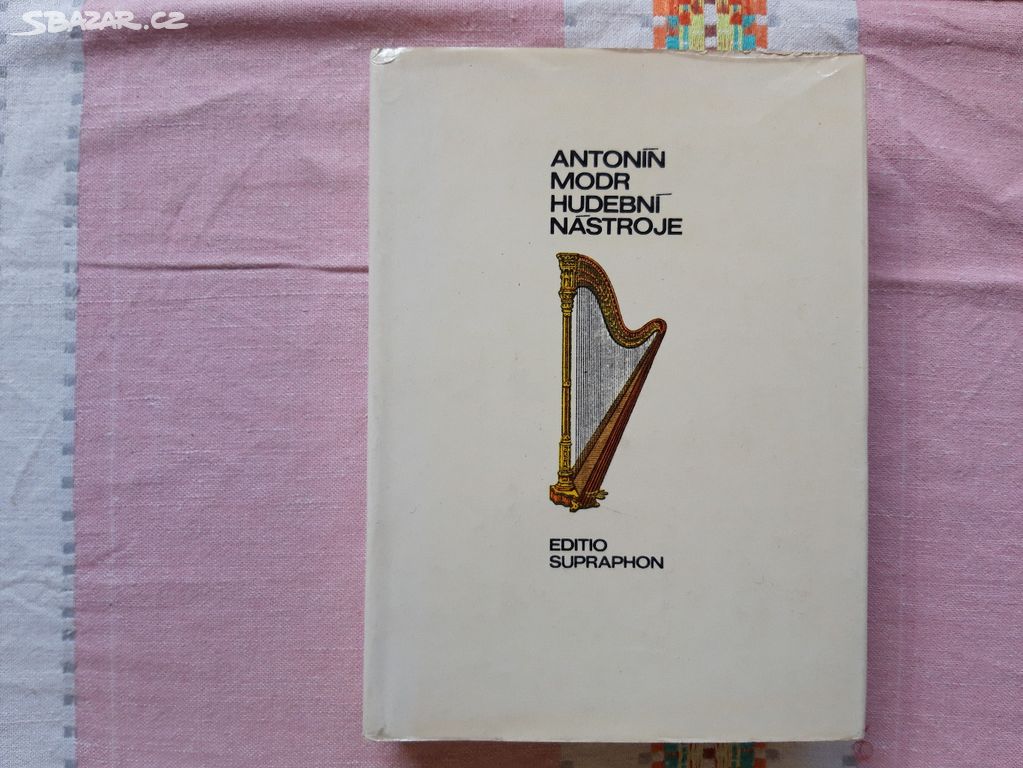 SBAZAR.CZ
ANTONÍN
MODR
HUDEBNÍ
NÁSTROJE
EDITIO
SUPRAPHON